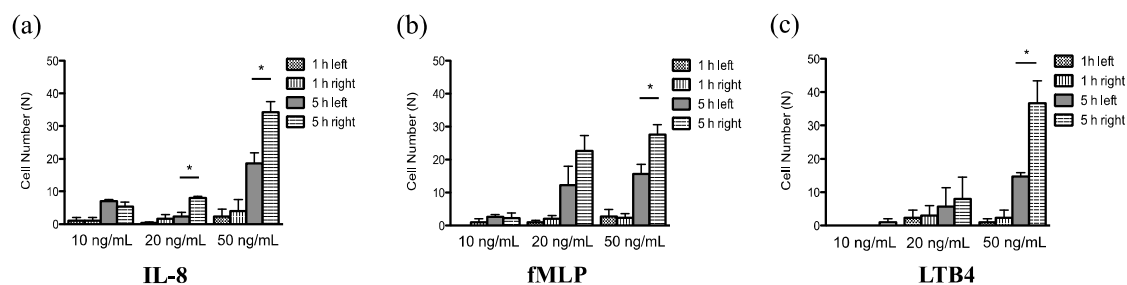 (a)
50
40
30
20
10
0
Cell Number (N)
*
*
1 h left
1 h right
5 h left
5 h right
10 ng/mL 20 ng/mL 50 ng/mL
IL-8
(b)
50
40
30
20
10
0
Cell Number (N)
*
1 h left
1 h right
5 h left
5 h right
10 ng/mL 20 ng/mL 50 ng/mL
fMLP
(c)
50
40
30
20
10
0
Cell Number (N)
*
1 h left
1 h right
5 h left
5 h right
10 ng/mL 20 ng/mL 50 ng/mL
LTB4